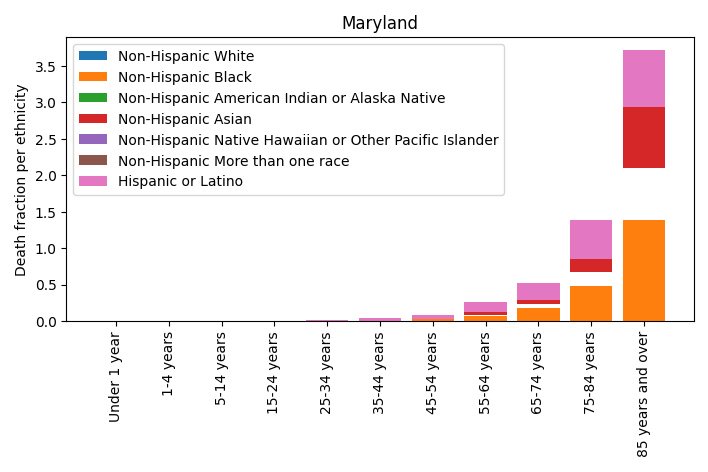 Maryland
Non-Hispanic White
Non-Hispanic Black
Non-Hispanic American Indian or Alaska Native
Non-Hispanic Asian
Non-Hispanic Native Hawaiian or Other Pacific Islander
Non-Hispanic More than one race
Hispanic or Latino
Death fraction per ethnicity
3.5
3.0
2.5
2.0
1.5
1.0
0.5
0.0
Under 1 year
1-4 years
5-14 years
15-24 years
25-34 years
35-44 years
45-54 years
55-64 years
65-74 years
75-84 years
85 years and over